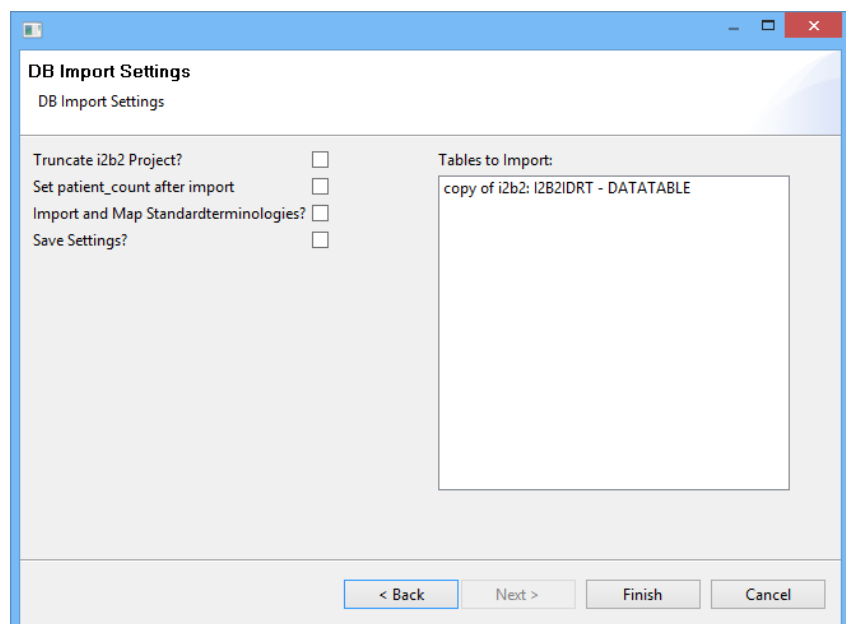 DB Import Settings
DB Import Settings
Truncate i2b2 Project?
Set patient_count after import
Import and Map Standardterminologies?
Save Settings?
Tables to Import:
copy of i2b2: I2B2IDRT - DATATABLE
< Back
Next >
Finish
Cancel